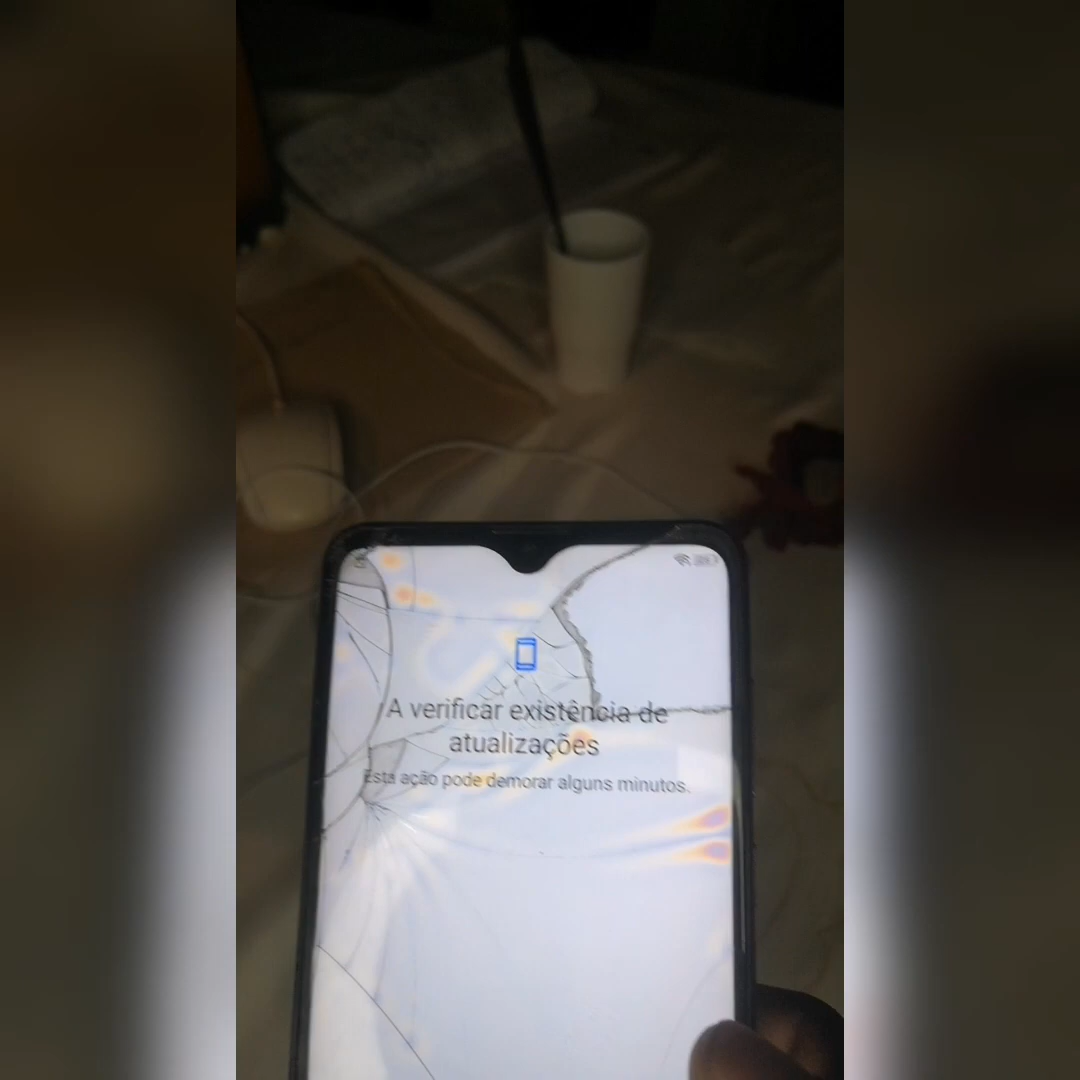 A verificar existência de
atualizações
Esta ação pode demorar alguns minutos.